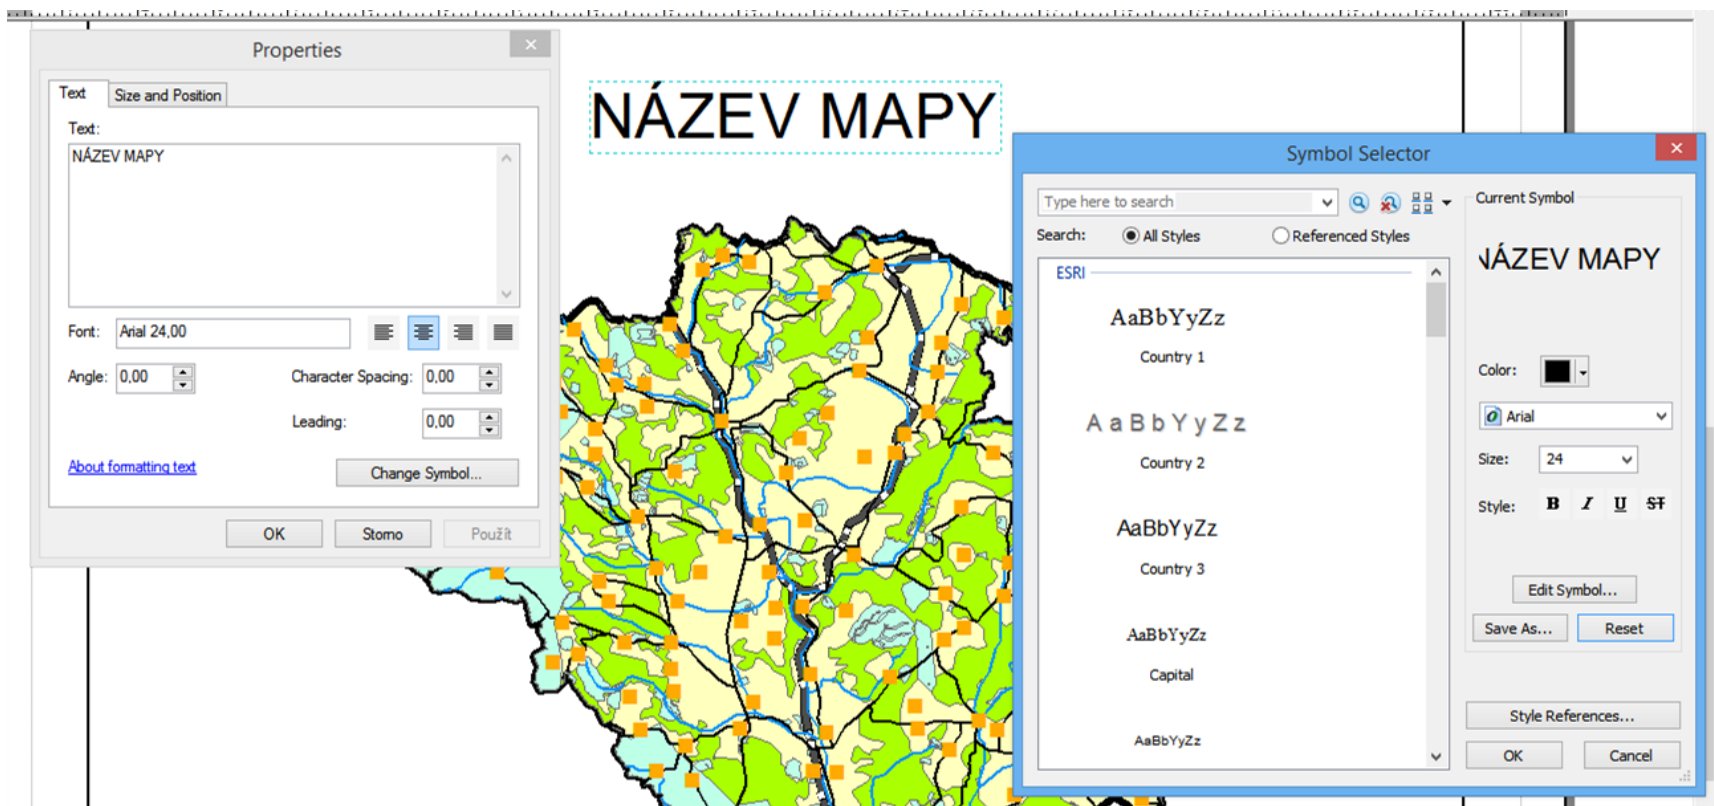 Properties
Text
Size and Position
Text:
NÁZEV MAPY
Font:
Arial 24,00
Angle:
0,00
Character Spacing:
0,00
Leading:
0,00
About formatting text
Change Symbol...
OK
Storno
Použít
NÁZEV MAPY
Symbol Selector
Type here to search
Search:
All Styles
Referenced Styles
ESRI
AaBbYyZz
Country 1
AaBbYyZz
Country 2
AaBbYyZz
Country 3
AaBbYyZz
Capital
AaBbYyZz
Current Symbol
NÁZEV MAPY
Color:
Arial
Size:
24
Style:
B I U ST
Edit Symbol...
Save As...
Reset
Style References...
OK
Cancel